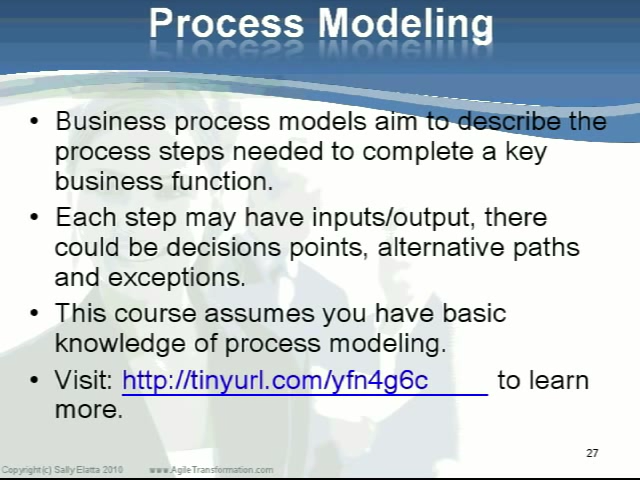 Process Modeling
• Business process models aim to describe the
process steps needed to complete a key
business function.
• Each step may have inputs/output, there
could be decisions points, alternative paths
and exceptions.
• This course assumes you have basic
knowledge of process modeling.
• Visit: http://tinyurl.com/yfn4g6c to learn
more.
27
Copyright(c) Sally Elatta 2010 www.AgileTransformation.com